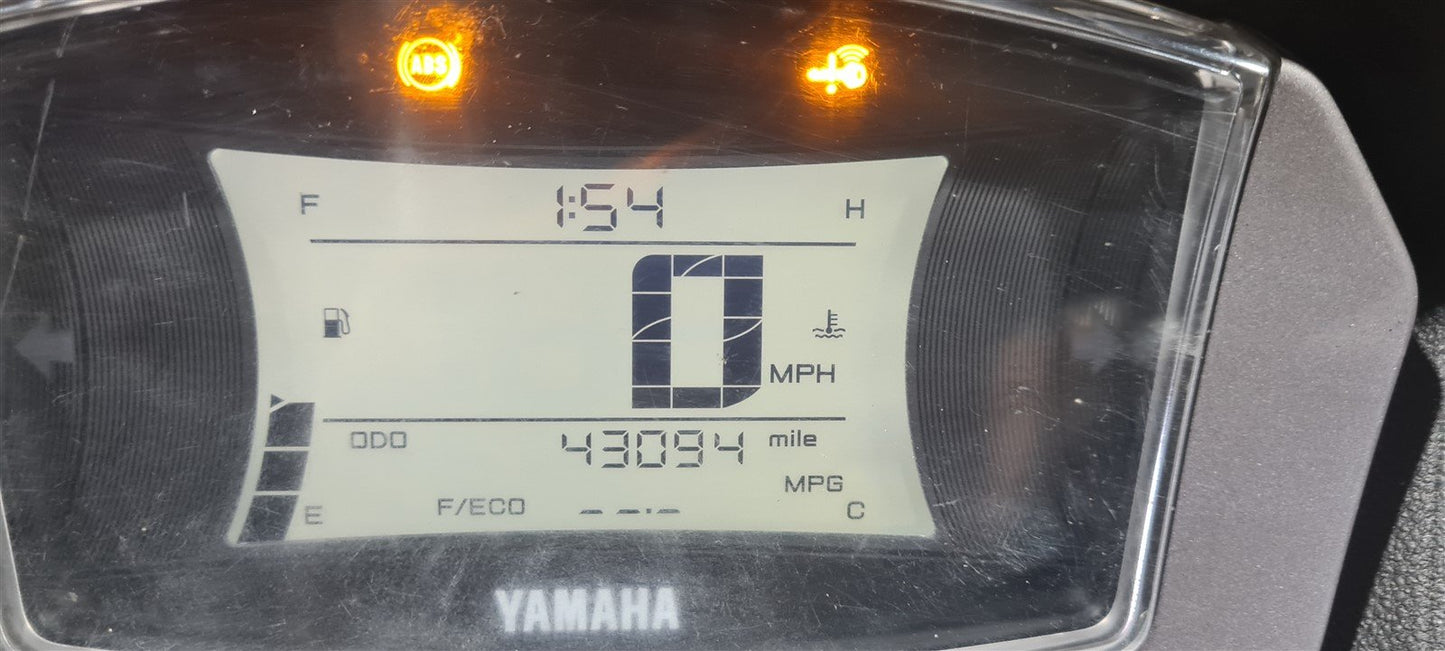 ABS
F 1:54 H
0 MPH
ODO 43094 mile
MPG
F/ECO --.-
E C
YAMAHA